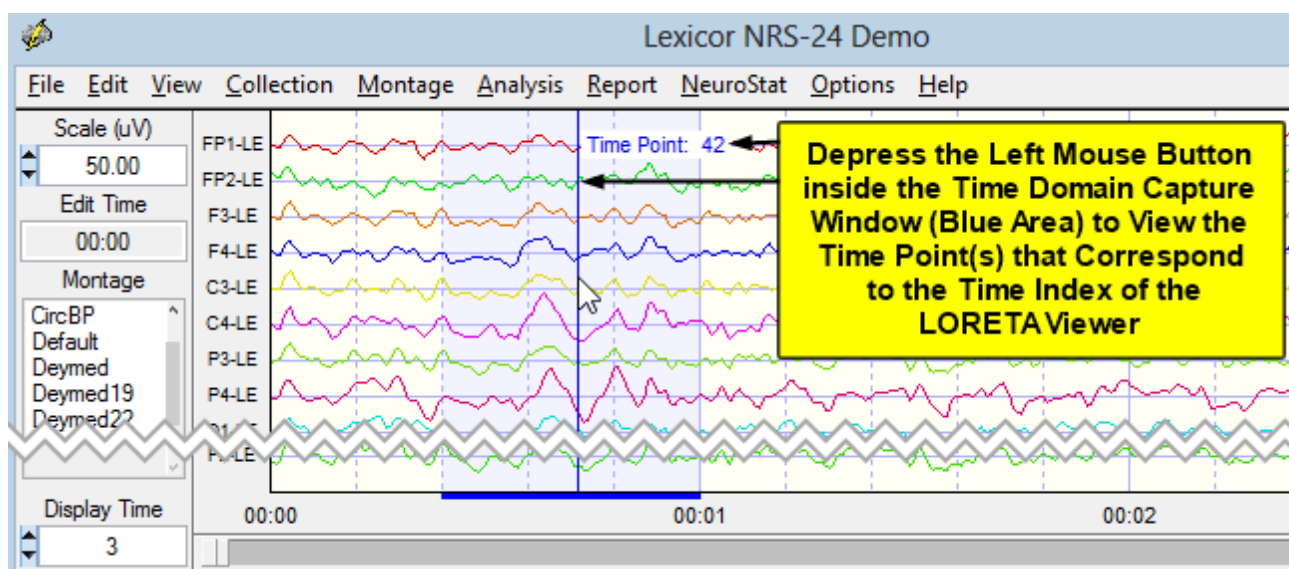 Lexicor NRS-24 Demo
File Edit View Collection Montage Analysis Report NeuroStat Options Help
Scale (uV)
50.00
Edit Time
00:00
Montage
CircBP
Default
Deymed
Deymed19
Deymed22
Display Time
3
FP1-LE
FP2-LE
F3-LE
F4-LE
C3-LE
C4-LE
P3-LE
P4-LE
Time Point: 42
Depress the Left Mouse Button
inside the Time Domain Capture
Window (Blue Area) to View the
Time Point(s) that Correspond
to the Time Index of the
LORETA Viewer
00:00 00:01 00:02